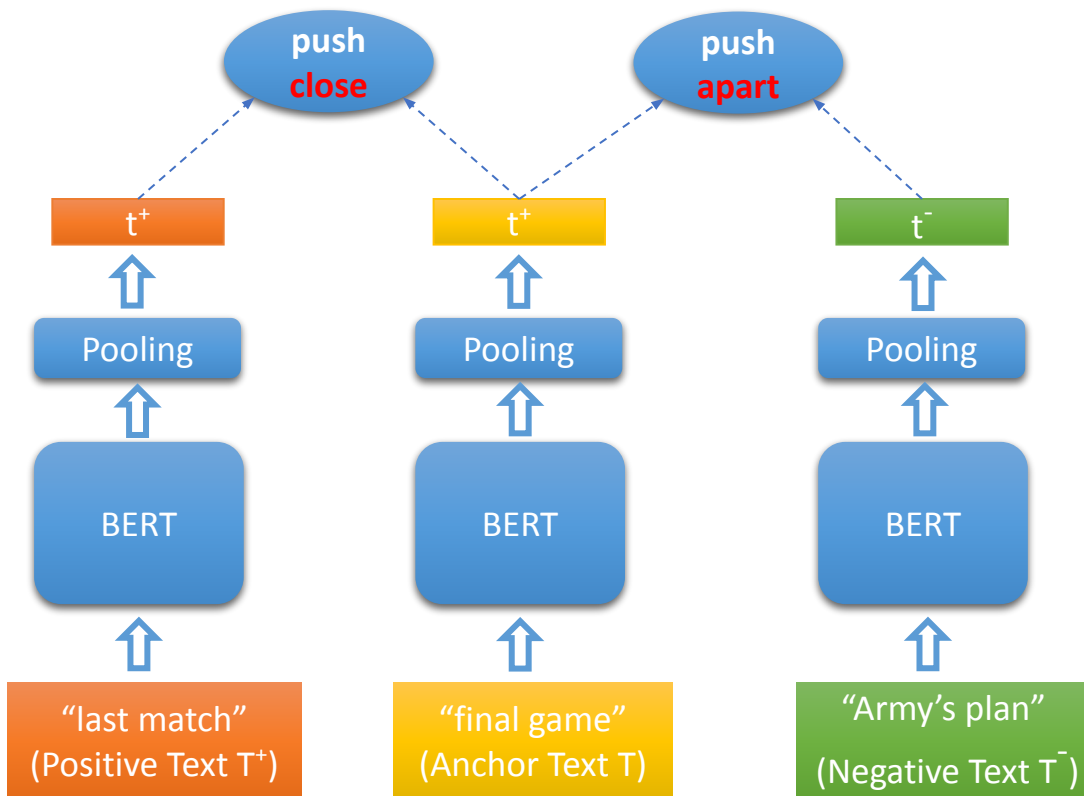 push
close
push
apart
t⁺
t⁺
t⁻
Pooling
Pooling
Pooling
BERT
BERT
BERT
“last match”
(Positive Text T⁺)
“final game”
(Anchor Text T)
“Army’s plan”
(Negative Text T⁻)